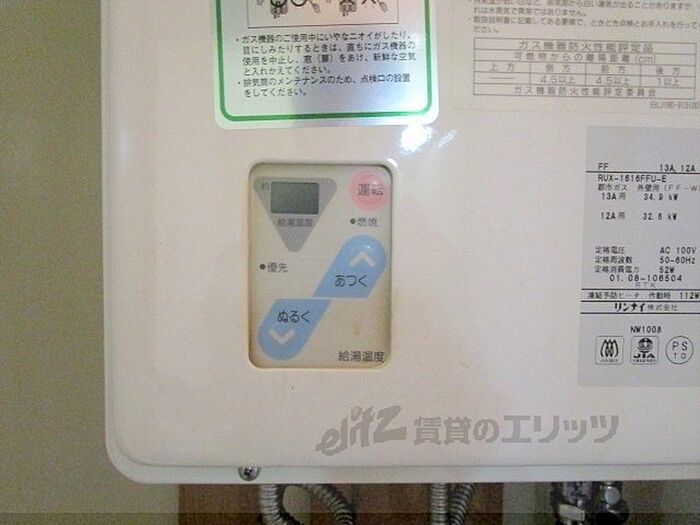 ・ガス機器のご使用中にいやなニオイがしたり、
目にしみたりするときは、直ちにガス機器の
使用を中止し、窓（扉）をあけ、新鮮な空気
と入れかえてください。
・排気筒のメンテナンスのため、点検口の設置
をしてください。
ガス機器防火性能評定品
可燃物からの離隔距離(cm)
上方 側方 前方 後方
4.5以上 4.5以上 1以上
ガス機器防火性能評定委員会
約
給湯温度
運転
・燃焼
・優先
あつく
ぬるく
給湯温度
FF 13A, 12A
RUX-1616FFU-E
都市ガス 外壁用 (FF-W
13A用 34.9 kW
12A用 32.6 kW
定格電圧 AC 100V
定格周波数 50-60Hz
定格消費電力 52W
01.08-106504
RTK
凍結予防ヒータ 作動時 112W
リンナイ株式会社
NW1008
JIA
PS
TG
elitz 賃貸のエリッツ